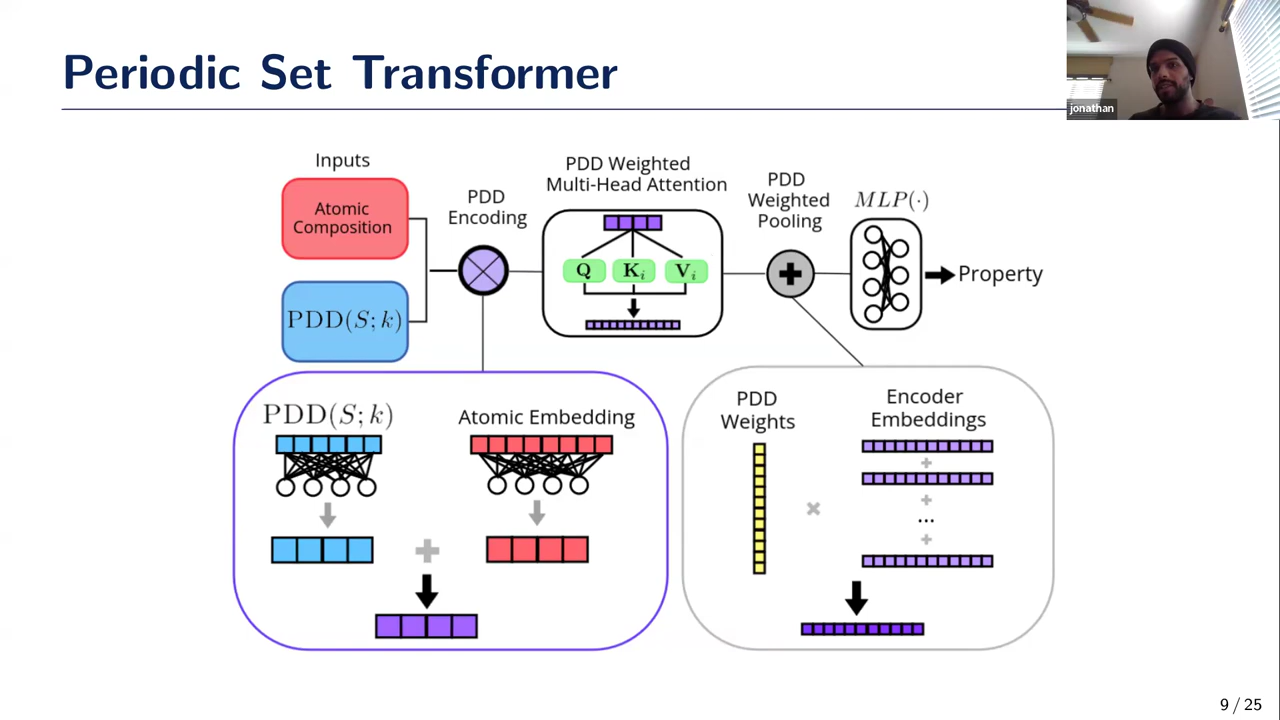 Periodic Set Transformer
jonathan
Inputs
Atomic
Composition
PDD(S; k)
PDD
Encoding
PDD Weighted
Multi-Head Attention
Q
K_i
V_i
PDD
Weighted
Pooling
MLP(·)
Property
PDD(S; k)
Atomic Embedding
PDD
Weights
Encoder
Embeddings
...
9 / 25